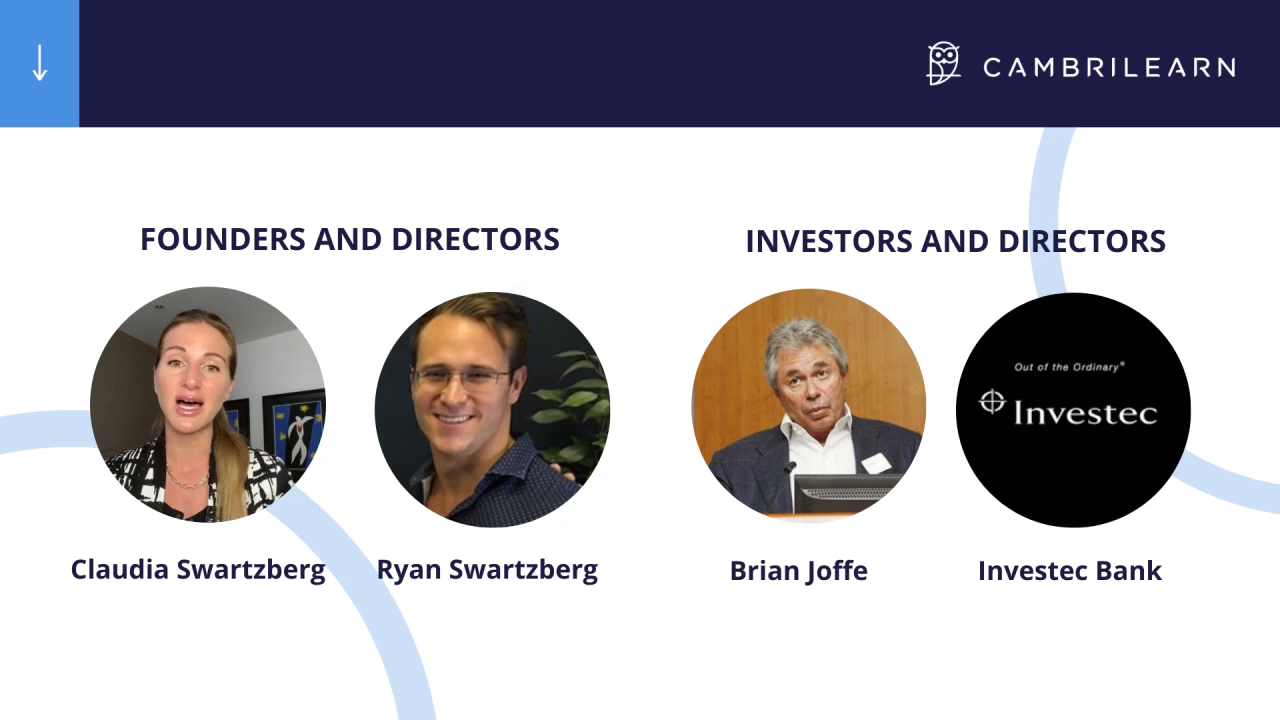 CAMBRILEARN
FOUNDERS AND DIRECTORS
INVESTORS AND DIRECTORS
Out of the Ordinary®
Investec
Claudia Swartzberg
Ryan Swartzberg
Brian Joffe
Investec Bank